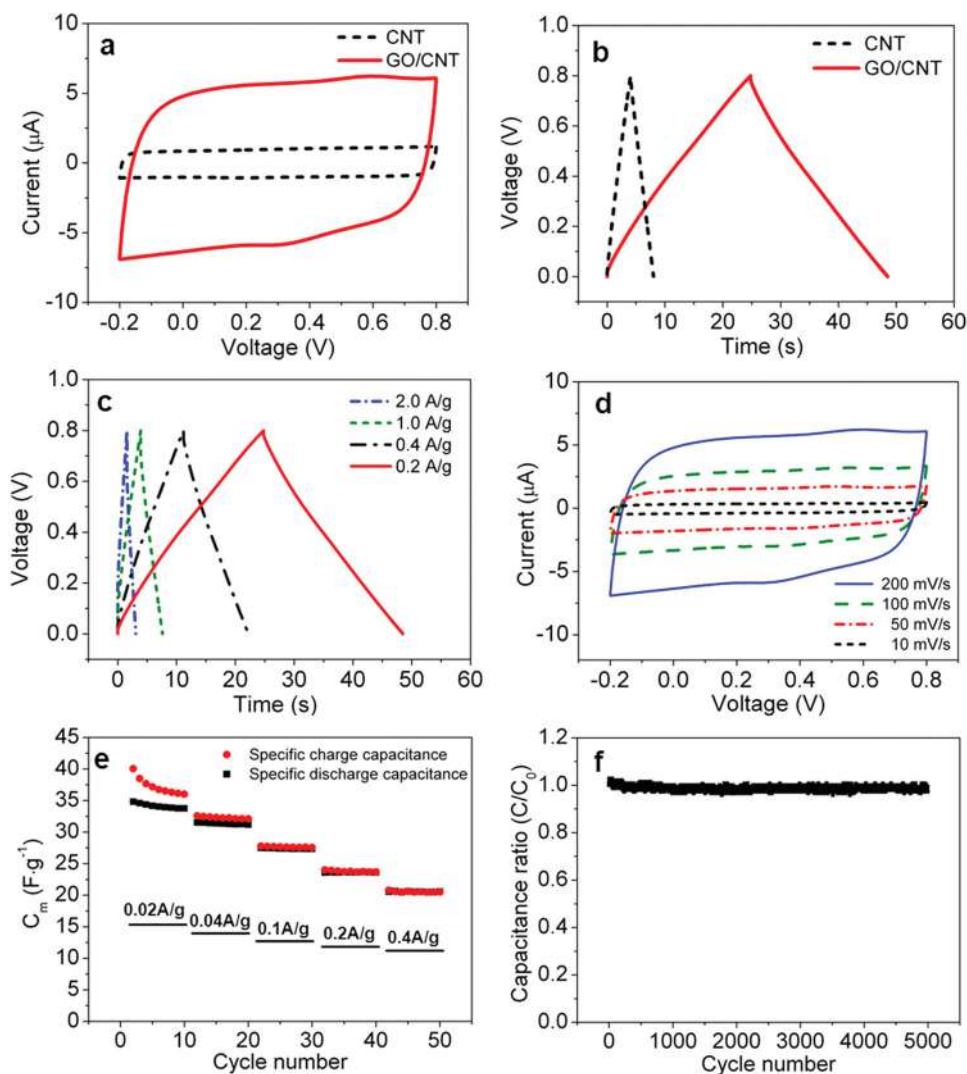 a
CNT
GO/CNT
10
5
0
-5
-10
Current (μA)
-0.2 0.0 0.2 0.4 0.6 0.8
Voltage (V)
b
CNT
GO/CNT
1.0
0.8
0.6
0.4
0.2
0.0
Voltage (V)
0 10 20 30 40 50 60
Time (s)
c
2.0 A/g
1.0 A/g
0.4 A/g
0.2 A/g
1.0
0.8
0.6
0.4
0.2
0.0
Voltage (V)
0 10 20 30 40 50 60
Time (s)
d
10
5
0
-5
-10
Current (μA)
200 mV/s
100 mV/s
50 mV/s
10 mV/s
-0.2 0.0 0.2 0.4 0.6 0.8
Voltage (V)
e
Specific charge capacitance
Specific discharge capacitance
45
40
35
30
25
20
15
10
5
0
Cm (F·g-1)
0.02A/g
0.04A/g
0.1A/g
0.2A/g
0.4A/g
0 10 20 30 40 50
Cycle number
f
1.2
1.0
0.8
0.6
0.4
0.2
0.0
Capacitance ratio (C/C0)
0 1000 2000 3000 4000 5000
Cycle number